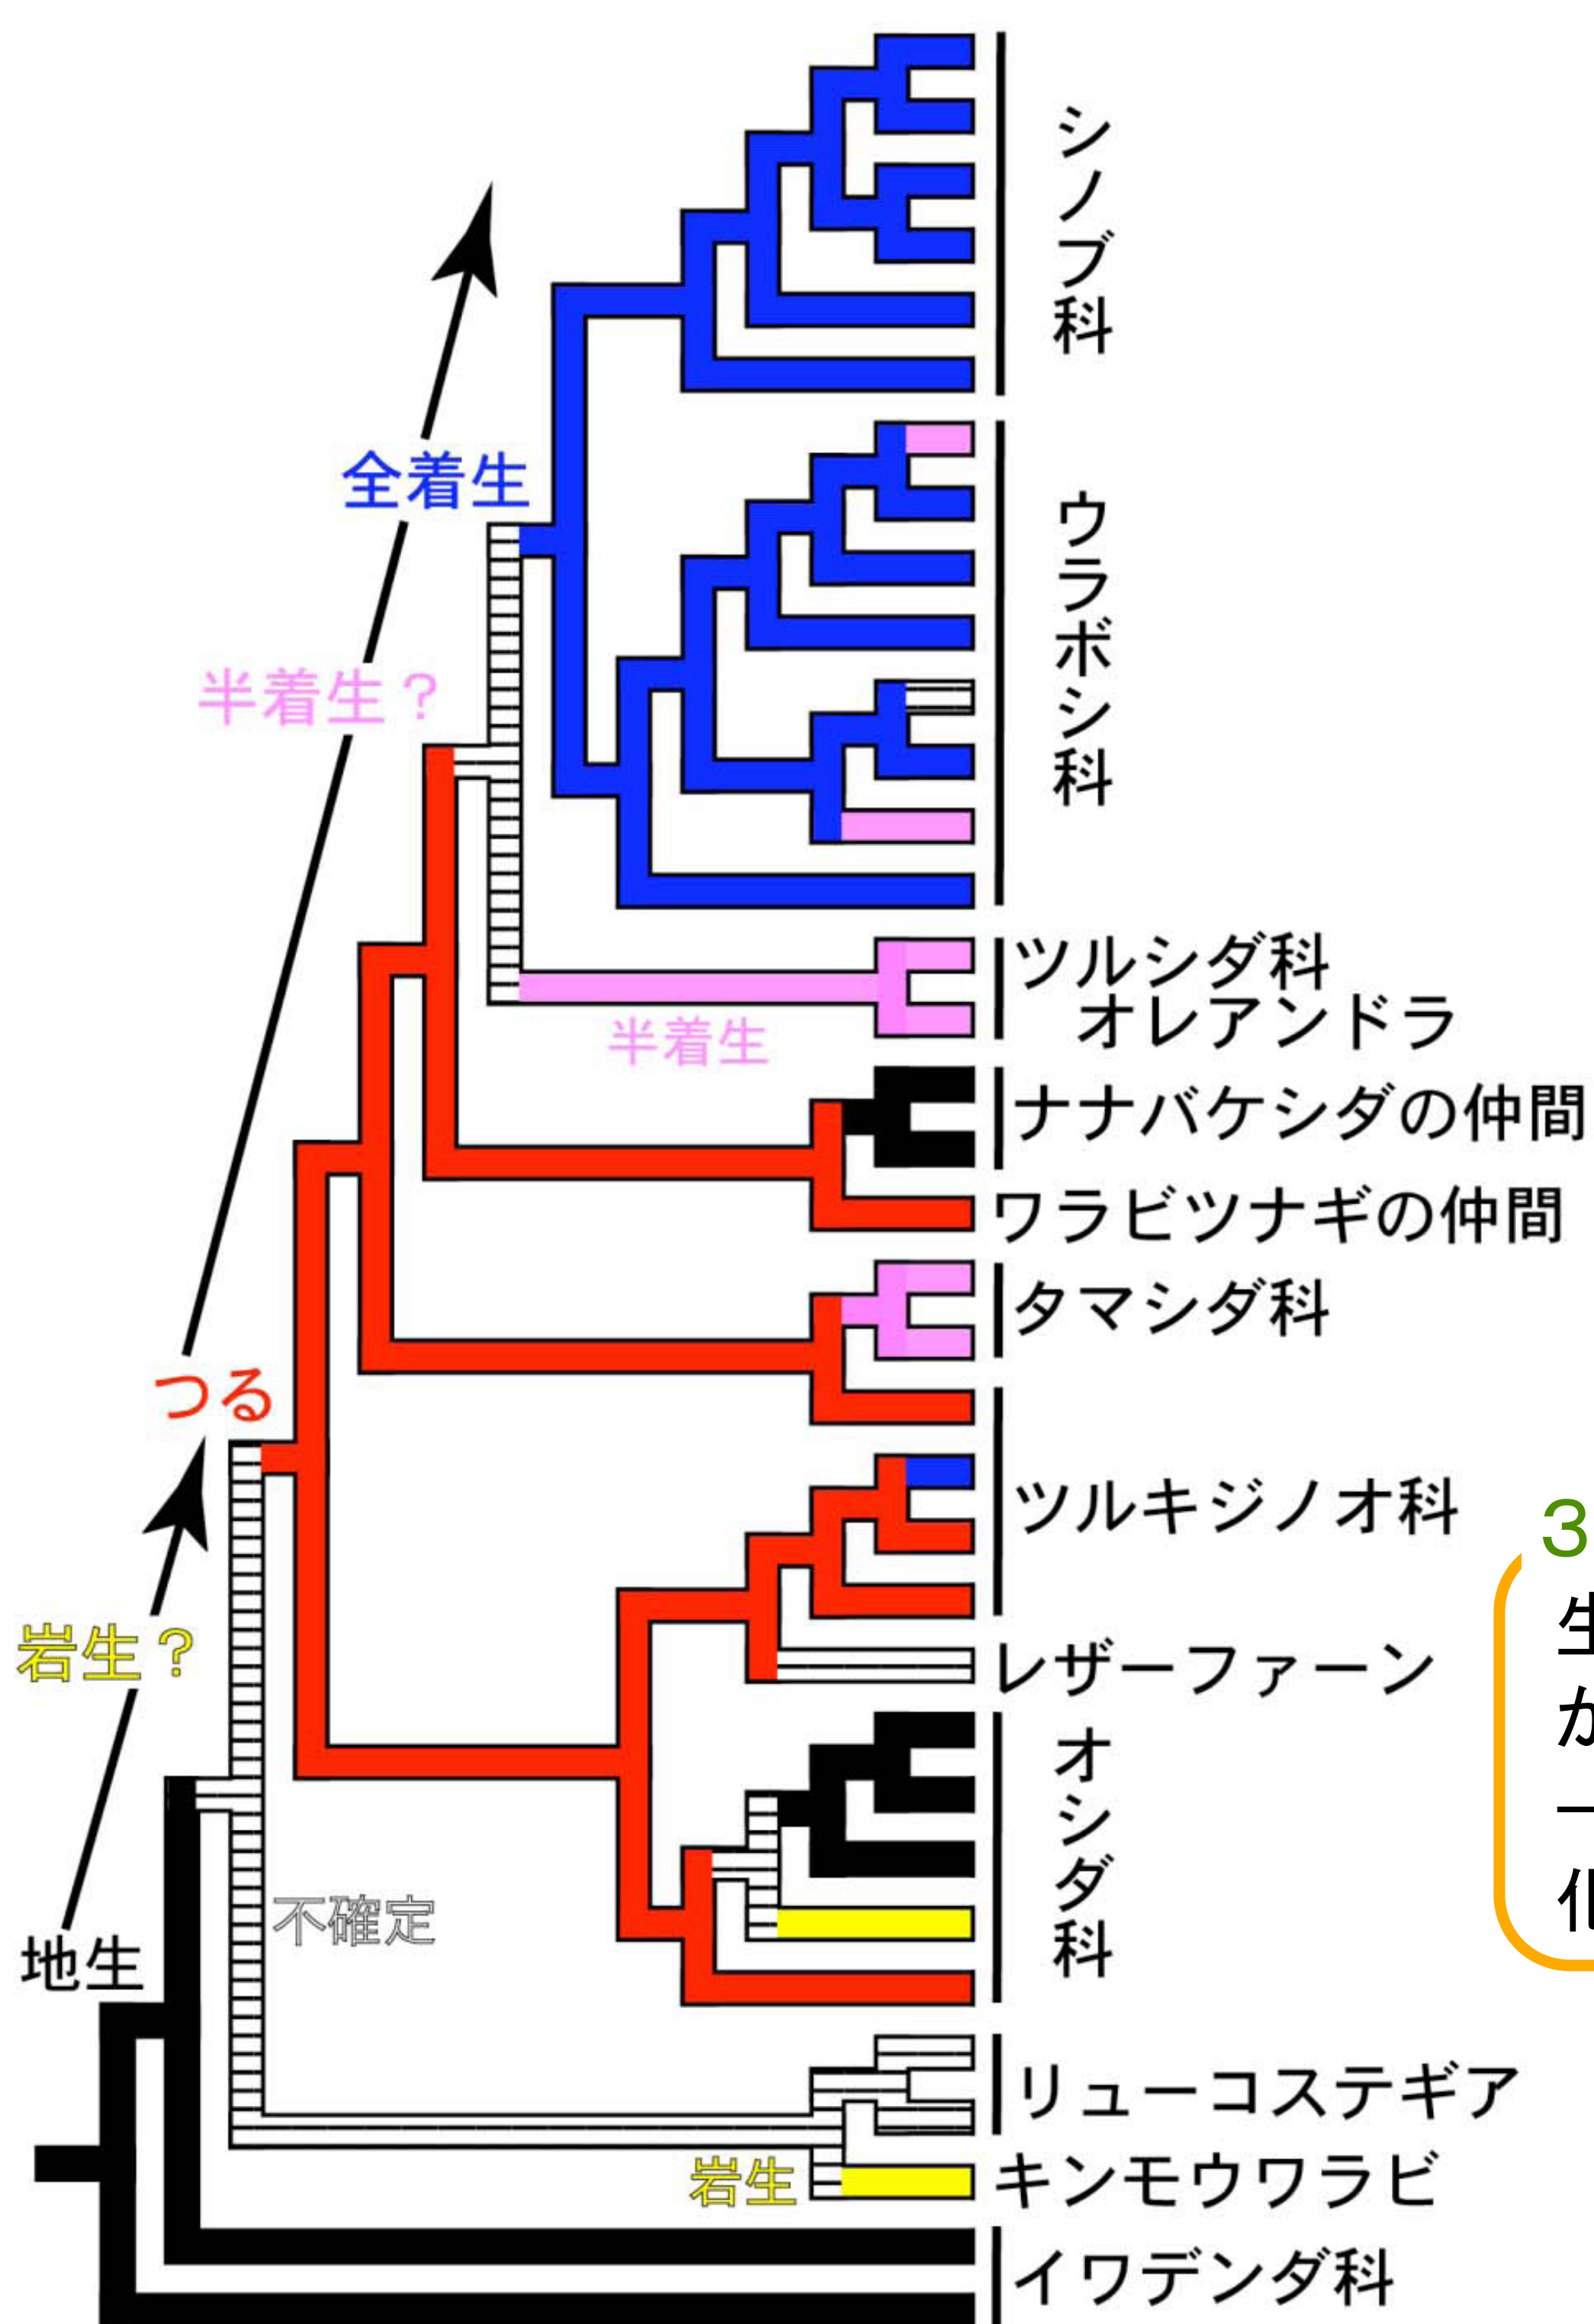 シノブ科
全着生
ウラボシ科
半着生？
ツルシダ科
オレアンドラ
半着生
ナナバケシダの仲間
ワラビツナギの仲間
タマシダ科
つる
ツルキジノオ科
3
生
か
岩生？
レザーファーン
オシダ科
不確定
地生
リューコステギア
岩生
キンモウワラビ
イワデンダ科